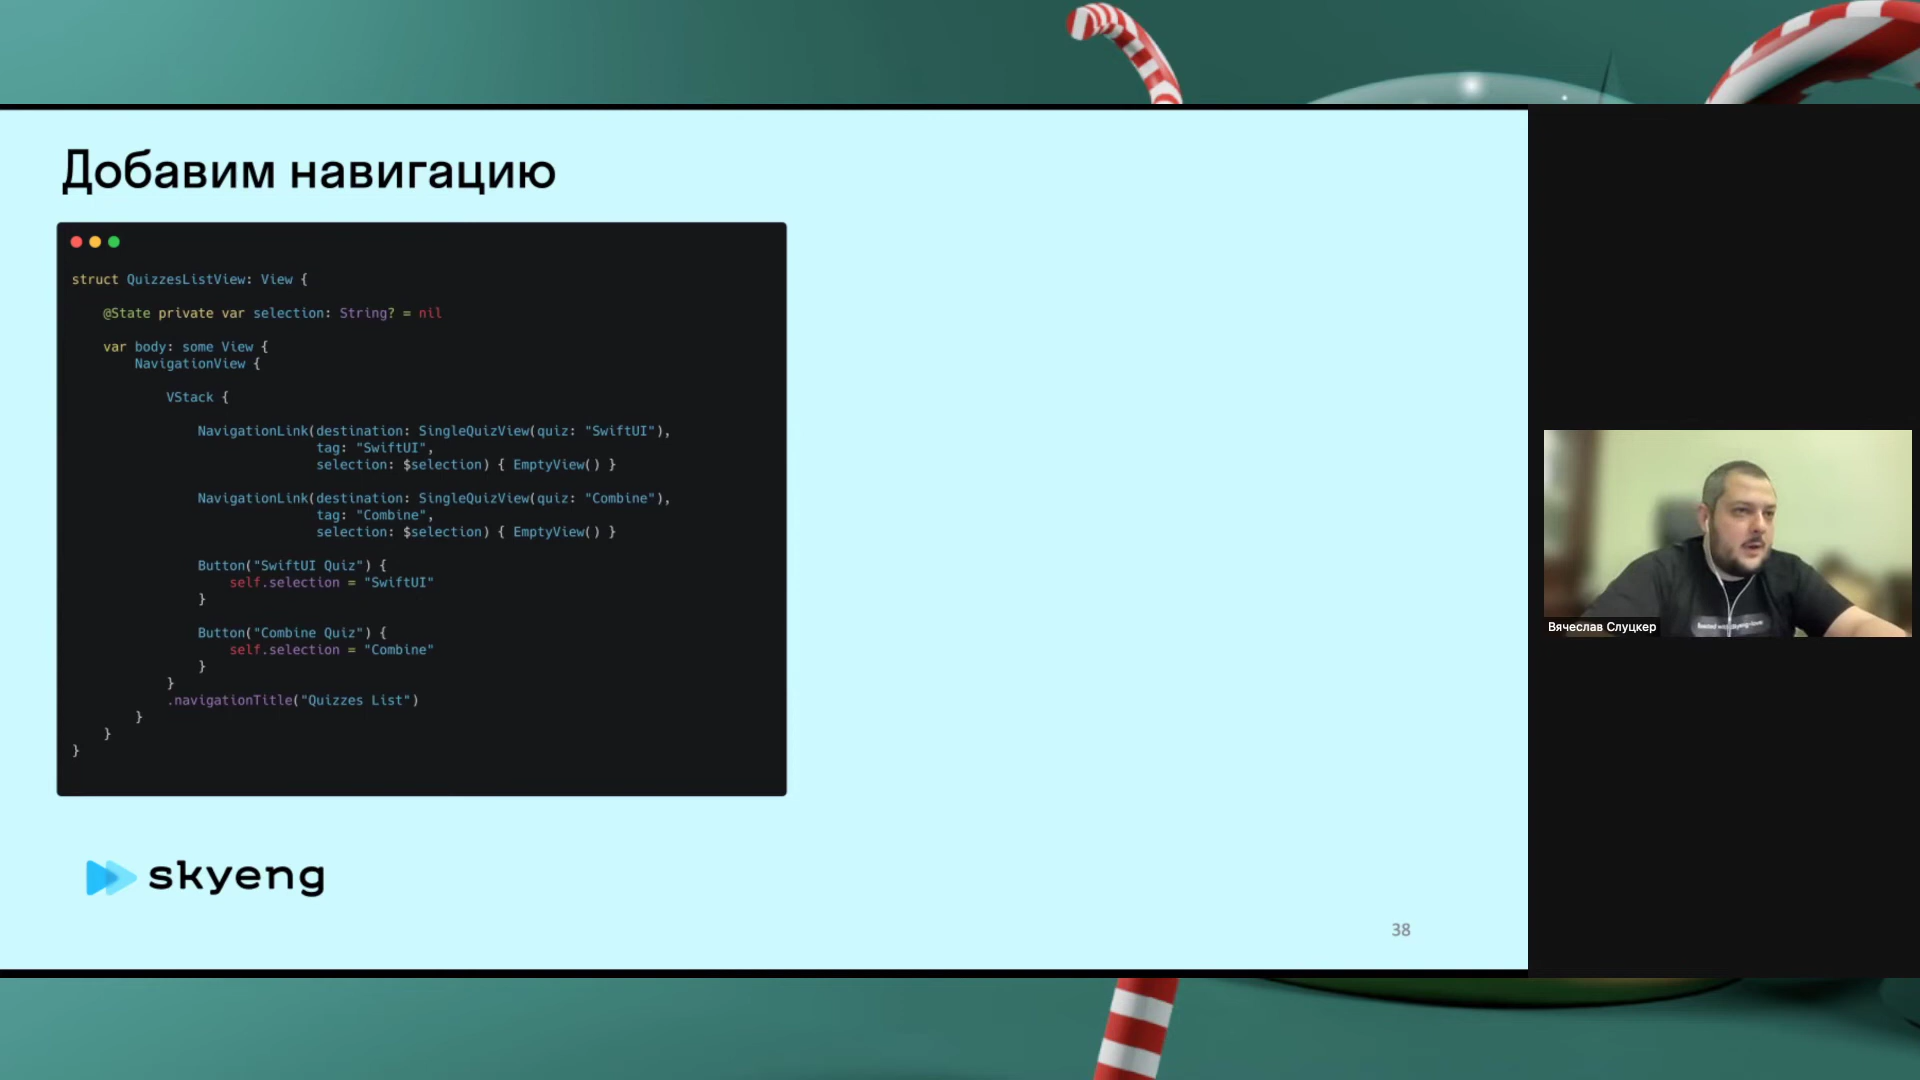 Добавим навигацию
struct QuizzesListView: View {
@State private var selection: String? = nil
var body: some View {
NavigationView {
VStack {
NavigationLink(destination: SingleQuizView(quiz: "SwiftUI"),
tag: "SwiftUI",
selection: $selection) { EmptyView() }
NavigationLink(destination: SingleQuizView(quiz: "Combine"),
tag: "Combine",
selection: $selection) { EmptyView() }
Button("SwiftUI Quiz") {
self.selection = "SwiftUI"
}
Button("Combine Quiz") {
self.selection = "Combine"
}
}
.navigationTitle("Quizzes List")
}
}
}
skyeng
38
Вячеслав Слуцкер